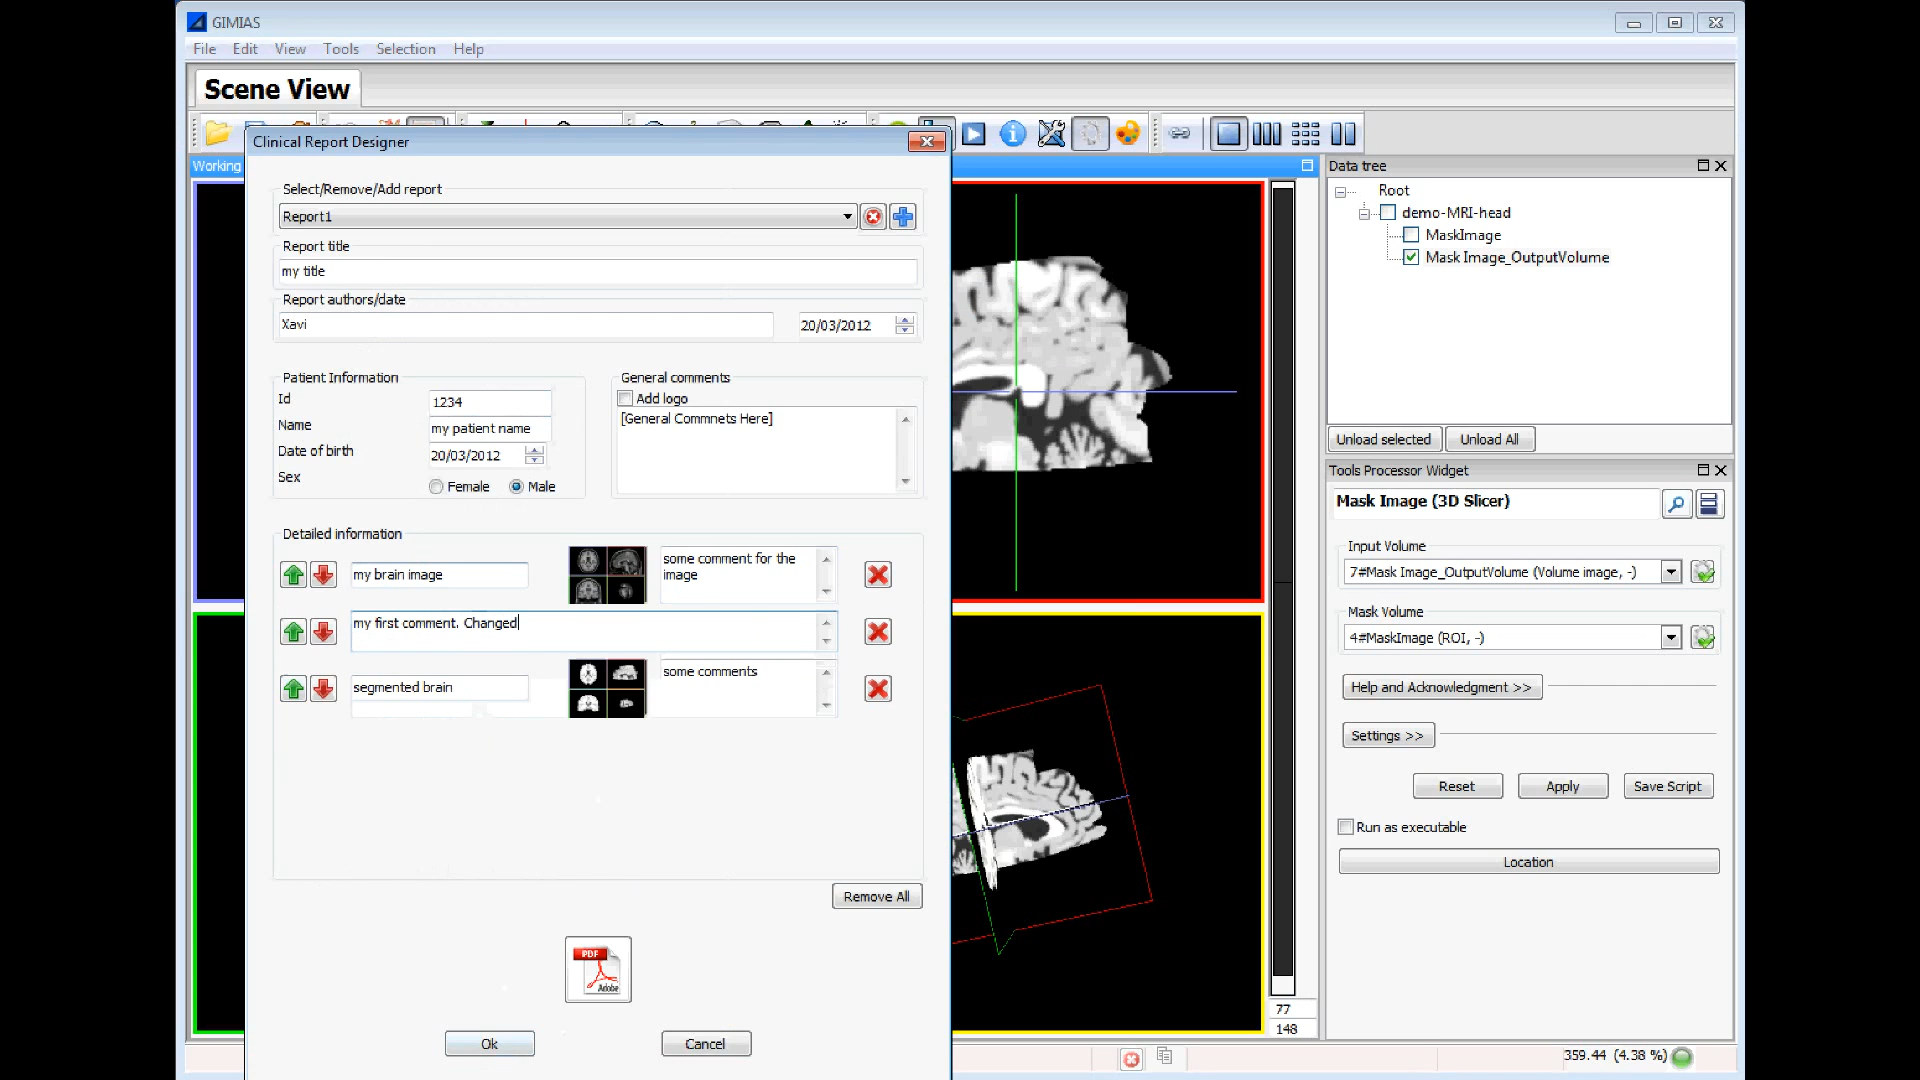 GIMIAS
File Edit View Tools Selection Help
Scene View
Working
Clinical Report Designer
Select/Remove/Add report
Report1
Report title
my title
Report authors/date
Xavi 20/03/2012
Patient Information
Id 1234
Name my patient name
Date of birth 20/03/2012
Sex Female Male
General comments
Add logo
[General Commnets Here]
Detailed information
my brain image
some comment for the
image
my first comment. Changed
segmented brain
some comments
Remove All
PDF
Adobe
Ok Cancel
77
148
Data tree
Root
demo-MRI-head
MaskImage
Mask Image_OutputVolume
Unload selected Unload All
Tools Processor Widget
Mask Image (3D Slicer)
Input Volume
7#Mask Image_OutputVolume (Volume image, -)
Mask Volume
4#MaskImage (ROI, -)
Help and Acknowledgment >>
Settings >>
Reset Apply Save Script
Run as executable
Location
359.44 (4.38 %)